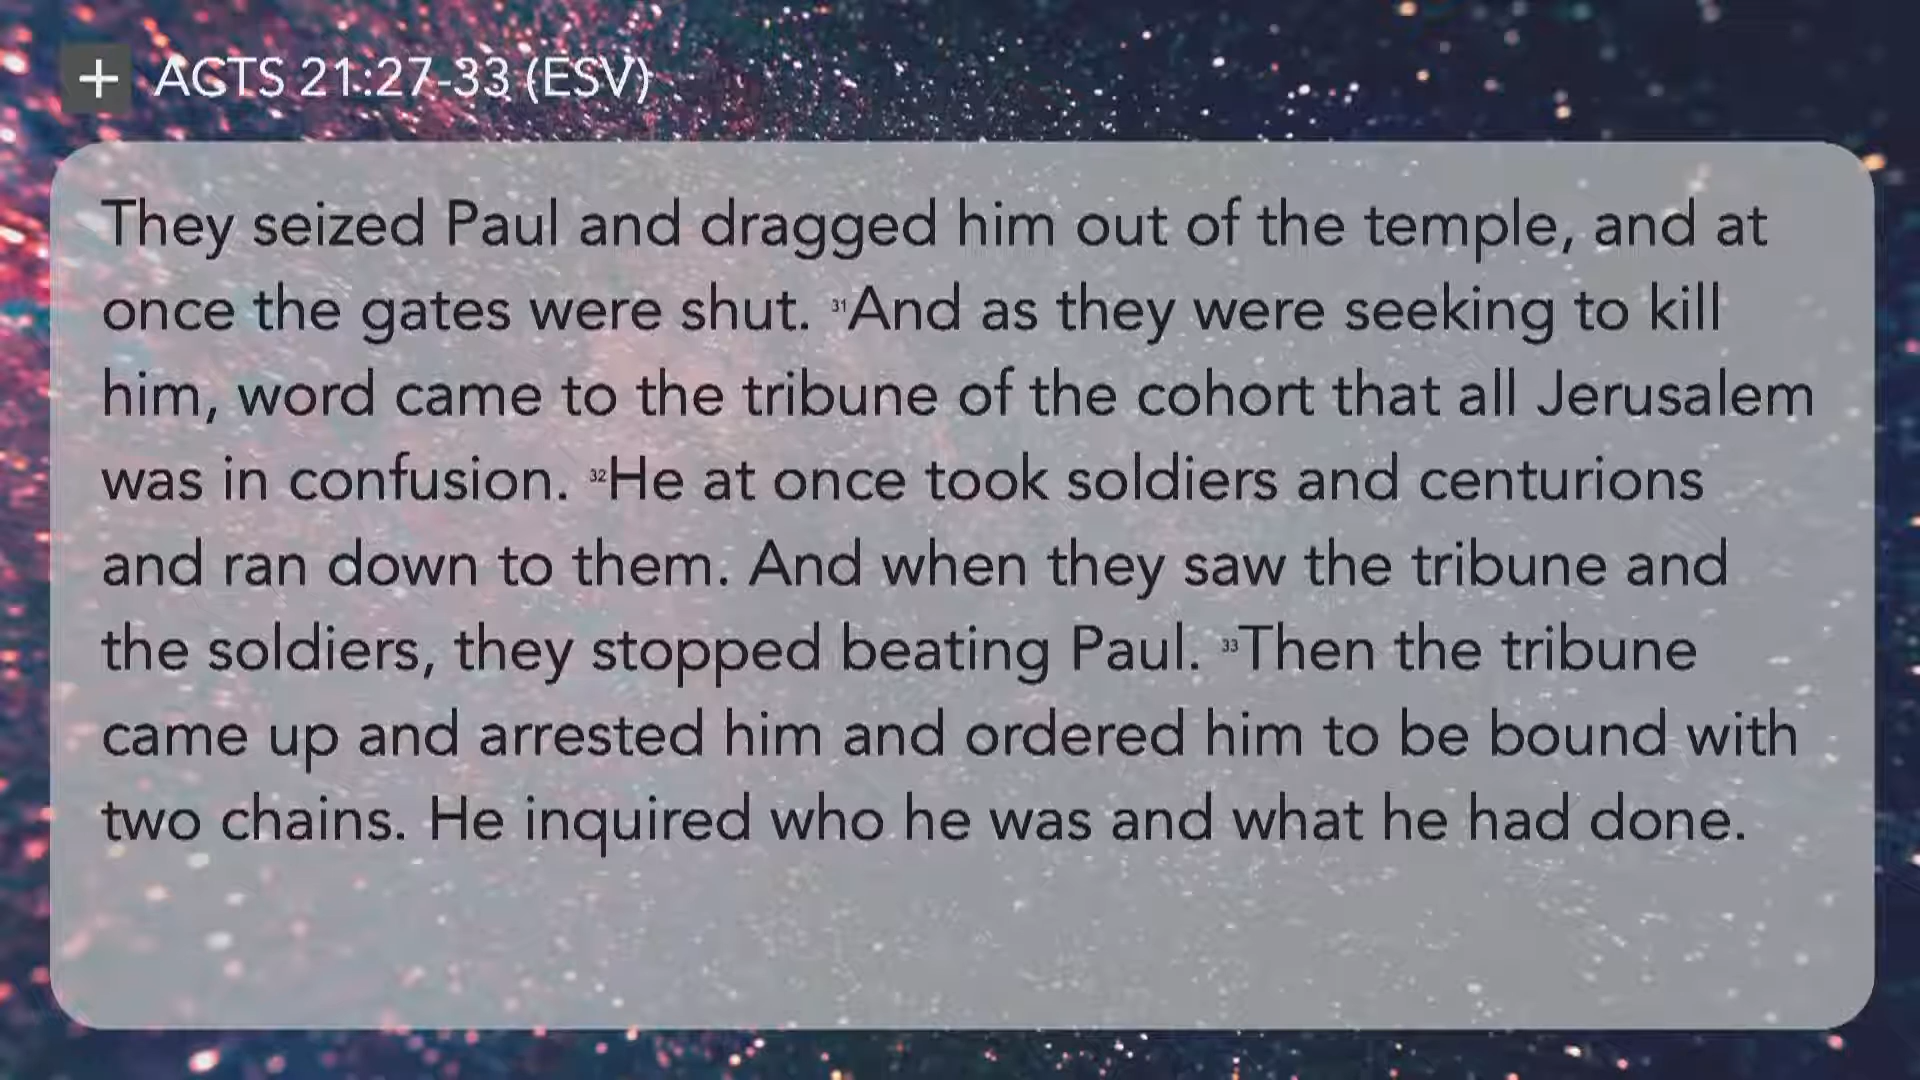 + ACTS 21:27-33 (ESV)
They seized Paul and dragged him out of the temple, and at
once the gates were shut. 31And as they were seeking to kill
him, word came to the tribune of the cohort that all Jerusalem
was in confusion. 32He at once took soldiers and centurions
and ran down to them. And when they saw the tribune and
the soldiers, they stopped beating Paul. 33Then the tribune
came up and arrested him and ordered him to be bound with
two chains. He inquired who he was and what he had done.